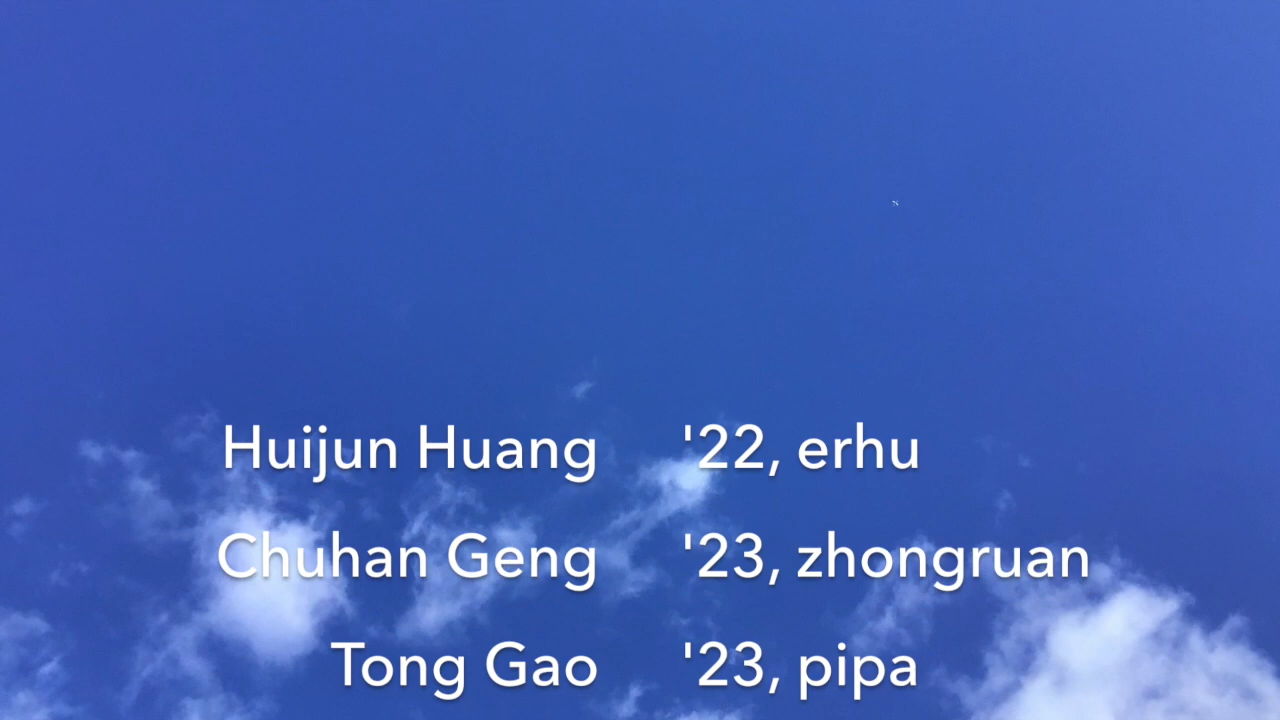 Huijun Huang '22, erhu
Chuhan Geng '23, zhongruan
Tong Gao '23, pipa